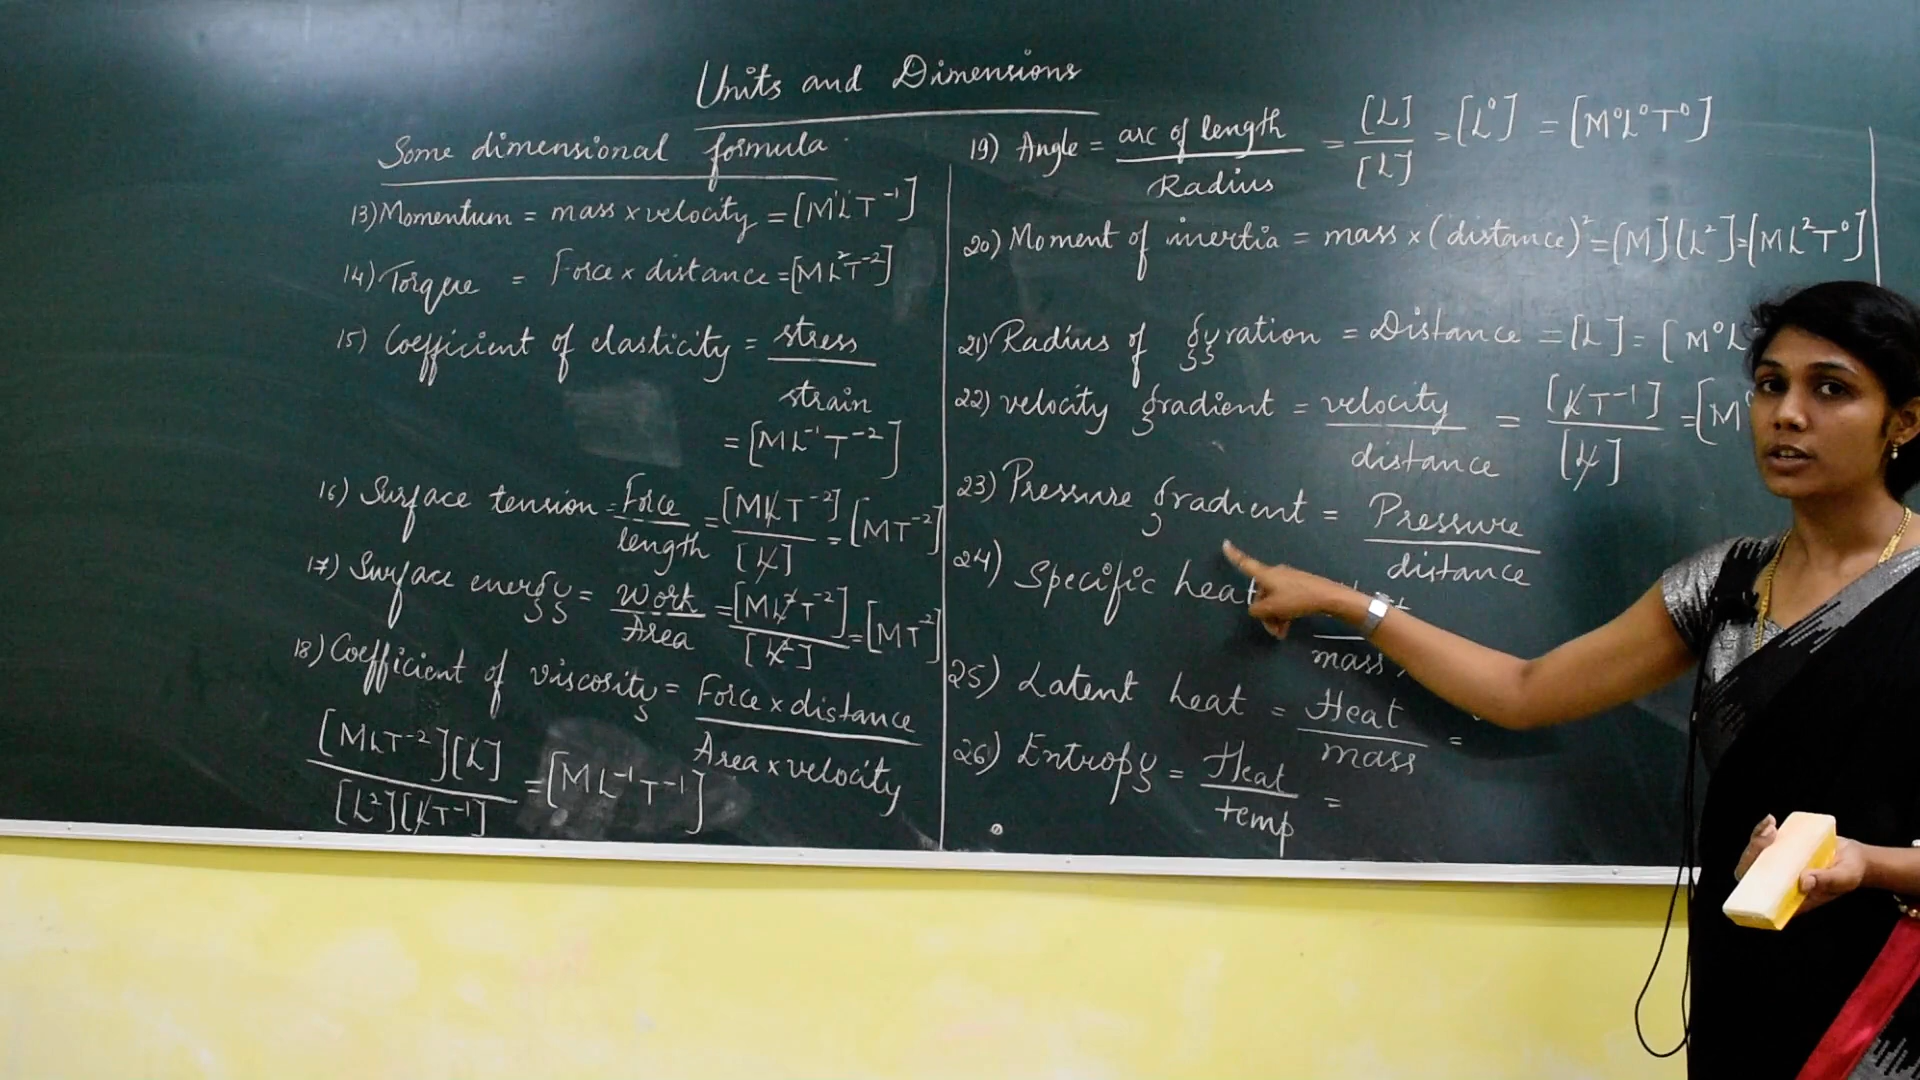 Units and Dimensions
Some dimensional formula
13) Momentum = mass × velocity = [M¹L¹T⁻¹]
14) Torque = Force × distance = [ML²T⁻²]
15) Coefficient of elasticity = stress
strain
= [ML⁻¹T⁻²]
16) Surface tension = Force = [MLT⁻²] = [MT⁻²]
length [L]
17) Surface energy = Work = [ML²T⁻²] = [MT⁻²]
Area [L²]
18) Coefficient of viscosity = Force × distance
Area × velocity
[MLT⁻²][L]
[L²][LT⁻¹] = [ML⁻¹T⁻¹]
19) Angle = arc of length = [L] = [L⁰] = [M⁰L⁰T⁰]
Radius [L]
20) Moment of inertia = mass × (distance)² = [M][L²] = [ML²T⁰]
21) Radius of gyration = Distance = [L] = [M⁰L
22) velocity gradient = velocity = [LT⁻¹] = [M⁰
distance [L]
23) Pressure gradient = Pressure
distance
24) Specific heat
mass
25) Latent heat = Heat =
mass
26) Entropy = Heat =
temp